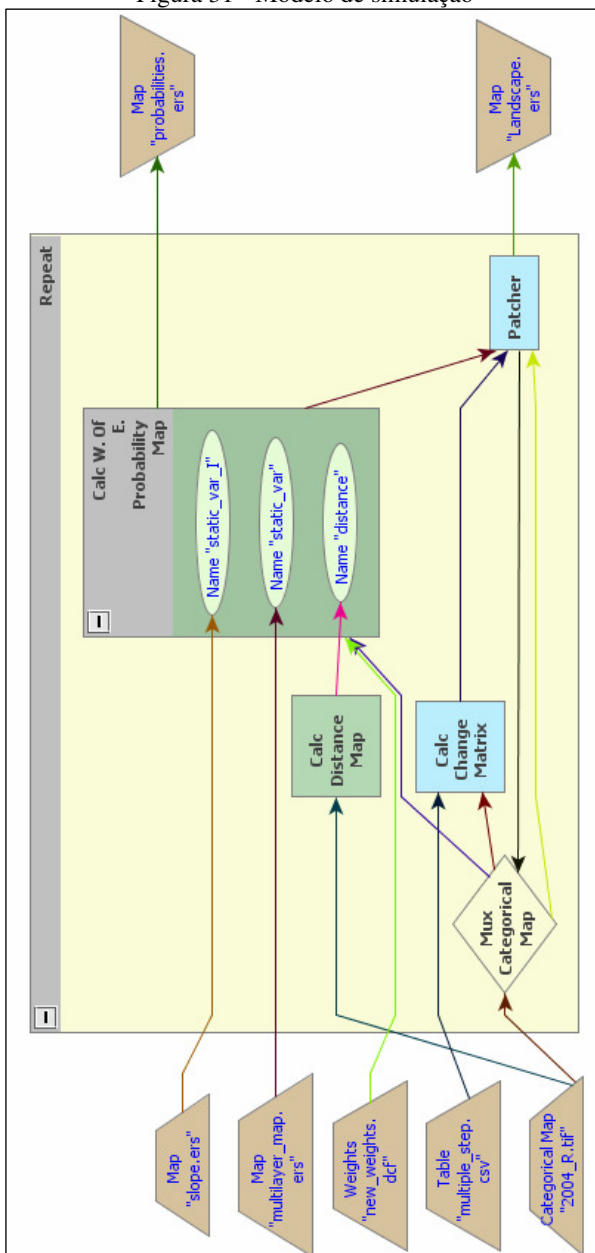 Figura 31 - Modelo de simulação
Repeat
Map
"slope.ers"
Map
"multilayer_map.
ers"
Weights
"new_weights.
dcf"
Table
"multiple_step.
csv"
Categorical Map
"2004_R.tif"
Calc W. Of
E.
Probability
Map
Name "static_var_I"
Name "static_var"
Name "distance"
Calc
Distance
Map
Calc
Change
Matrix
Mux
Categorical
Map
Patcher
Map
"probabilities.
ers"
Map
"Landscape.
ers"